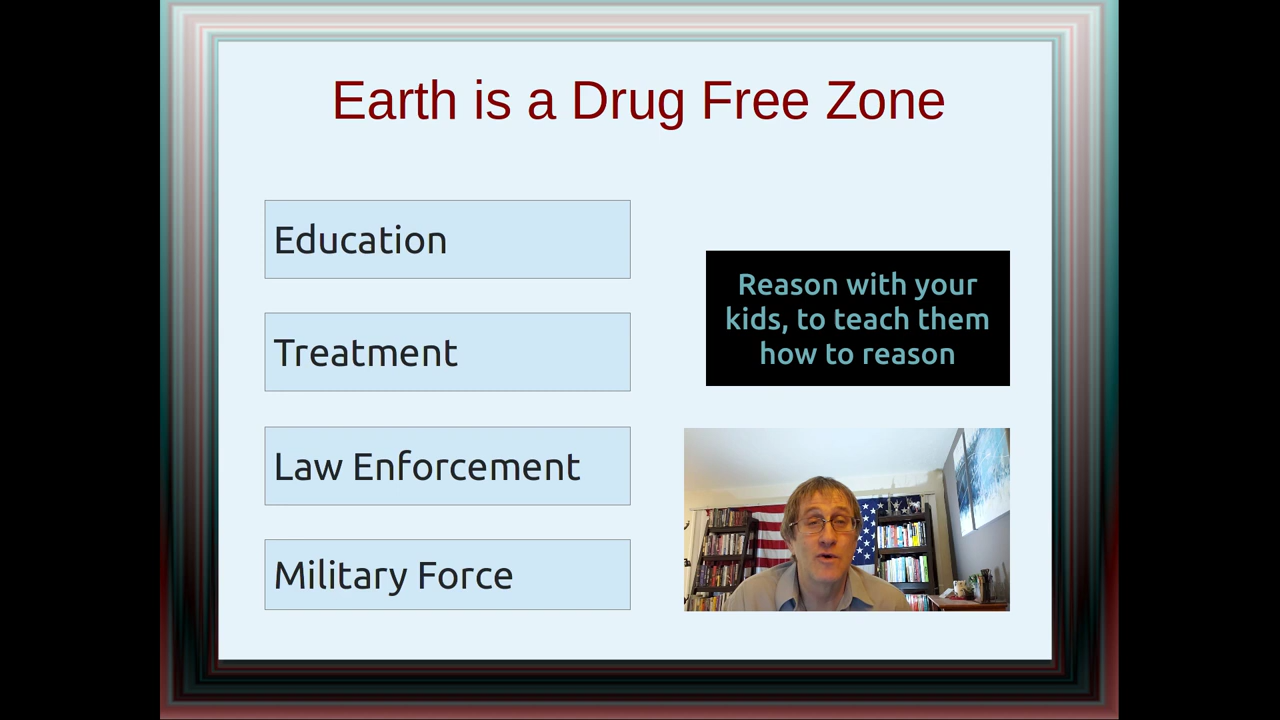 Earth is a Drug Free Zone
Education
Treatment
Law Enforcement
Military Force
Reason with your
kids, to teach them
how to reason